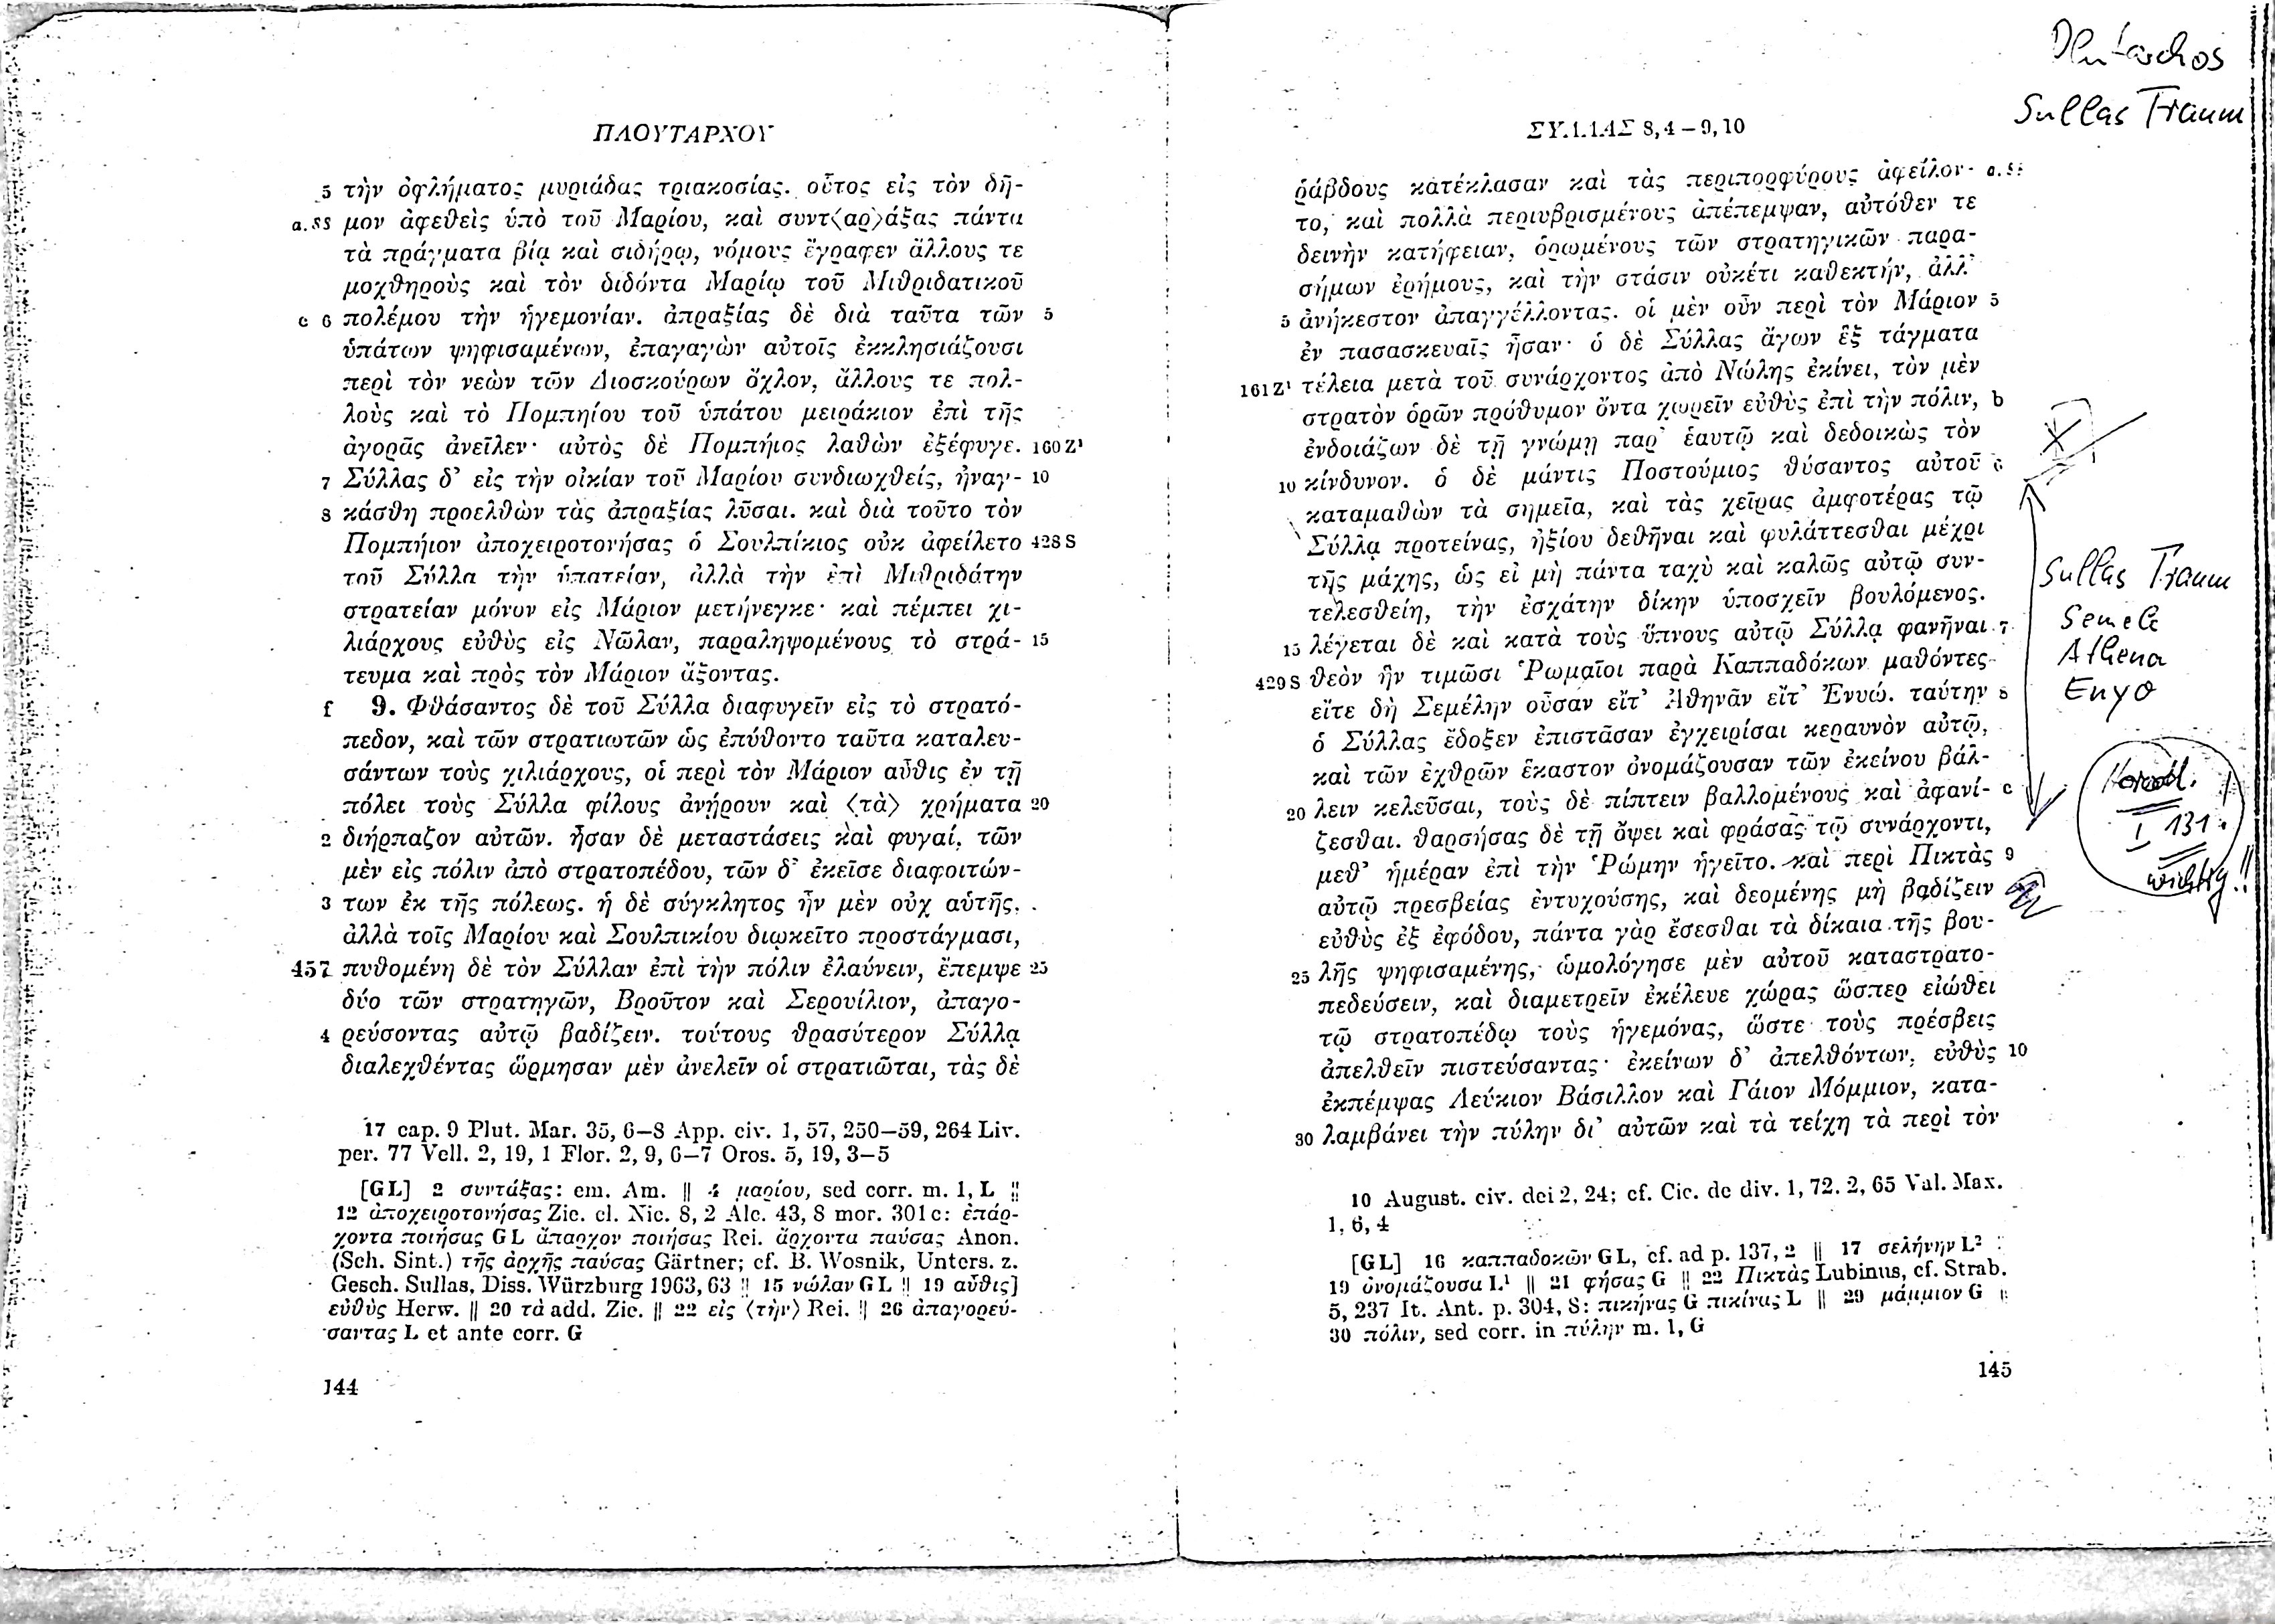 ΠΛΟΥΤΑΡΧΟΥ
5 τὴν ὀφλήματος μυριάδας τριακοσίας. οὗτος εἰς τὸν δῆ-
a.88 μον ἀφεθεὶς ὑπὸ τοῦ Μαρίου, καὶ συντ⟨αρ⟩άξας πάντα
τὰ πράγματα βίᾳ καὶ σιδήρῳ, νόμους ἔγραφεν ἄλλους τε
μοχθηροὺς καὶ τὸν διδόντα Μαρίῳ τοῦ Μιθριδατικοῦ
e 6 πολέμου τὴν ἡγεμονίαν. ἀπραξίας δὲ διὰ ταῦτα τῶν 5
ὑπάτων ψηφισαμένων, ἐπαγαγὼν αὐτοῖς ἐκκλησιάζουσι
περὶ τὸν νεὼν τῶν Διοσκούρων ὄχλον, ἄλλους τε πολ-
λοὺς καὶ τὸ Πομπηίου τοῦ ὑπάτου μειράκιον ἐπὶ τῆς
ἀγορᾶς ἀνεῖλεν· αὐτὸς δὲ Πομπήιος λαθὼν ἐξέφυγε. 160 Z¹
7 Σύλλας δ’ εἰς τὴν οἰκίαν τοῦ Μαρίου συνδιωχθείς, ἠναγ- 10
8 κάσθη προελθὼν τὰς ἀπραξίας λῦσαι. καὶ διὰ τοῦτο τὸν
Πομπήιον ἀποχειροτονήσας ὁ Σουλπίκιος οὐκ ἀφείλετο 428 S
τοῦ Σύλλα τὴν ὑπατείαν, ἀλλὰ τὴν ἐπὶ Μιθριδάτην
στρατείαν μόνον εἰς Μάριον μετήνεγκε· καὶ πέμπει χι-
λιάρχους εὐθὺς εἰς Νῶλαν, παραληψομένους τὸ στρά- 15
τευμα καὶ πρὸς τὸν Μάριον ἄξοντας.
f 9. Φθάσαντος δὲ τοῦ Σύλλα διαφυγεῖν εἰς τὸ στρατό-
πεδον, καὶ τῶν στρατιωτῶν ὡς ἐπύθοντο ταῦτα καταλευ-
σάντων τοὺς χιλιάρχους, οἱ περὶ τὸν Μάριον αὖθις ἐν τῇ
πόλει τοὺς Σύλλα φίλους ἀνῄρουν καὶ ⟨τὰ⟩ χρήματα 20
2 διήρπαζον αὐτῶν. ἦσαν δὲ μεταστάσεις καὶ φυγαί, τῶν
μὲν εἰς πόλιν ἀπὸ στρατοπέδου, τῶν δ’ ἐκεῖσε διαφοιτών-
3 των ἐκ τῆς πόλεως. ἡ δὲ σύγκλητος ἦν μὲν οὐχ αὑτῆς,
ἀλλὰ τοῖς Μαρίου καὶ Σουλπικίου διῳκεῖτο προστάγμασι,
457 πυθομένη δὲ τὸν Σύλλαν ἐπὶ τὴν πόλιν ἐλαύνειν, ἔπεμψε 25
δύο τῶν στρατηγῶν, Βροῦτον καὶ Σερουίλιον, ἀπαγο-
4 ρεύσοντας αὐτῷ βαδίζειν. τούτους θρασύτερον Σύλλᾳ
διαλεχθέντας ὥρμησαν μὲν ἀνελεῖν οἱ στρατιῶται, τὰς δὲ
17 cap. 9 Plut. Mar. 35, 6–8 App. civ. 1, 57, 250–59, 264 Liv.
per. 77 Vell. 2, 19, 1 Flor. 2, 9, 6–7 Oros. 5, 19, 3–5
[GL] 2 συντάξας: em. Am. || 4 μαρίου, sed corr. m. 1, L ||
12 ἀποχειροτονήσας Zie. cl. Nic. 8, 2 Alc. 43, 8 mor. 301c: ἐπάρ-
χοντα ποιήσας GL ἄπαρχον ποιήσας Rei. ἄρχοντα παύσας Anon.
(Sch. Sint.) τῆς ἀρχῆς παύσας Gärtner; cf. B. Wosnik, Unters. z.
Gesch. Sullas, Diss. Würzburg 1963, 63 || 15 νώλαν GL || 19 αὖθις]
εὐθὺς Herw. || 20 τὰ add. Zie. || 22 εἰς ⟨τὴν⟩ Rei. || 26 ἀπαγορεύ-
σαντας L et ante corr. G
144
Plutarchos
Sullas Traum
ΣΥΛΛΑΣ 8,4 – 9,10
ῥάβδους κατέκλασαν καὶ τὰς περιπορφύρους ἀφείλον- a.88
το, καὶ πολλὰ περιυβρισμένους ἀπέπεμψαν, αὐτόθεν τε
δεινὴν κατήφειαν, ὁρωμένους τῶν στρατηγικῶν παρα-
σήμων ἐρήμους, καὶ τὴν στάσιν οὐκέτι καθεκτήν, ἀλλ’
5 ἀνήκεστον ἀπαγγέλλοντας. οἱ μὲν οὖν περὶ τὸν Μάριον 5
ἐν πασασκευαῖς ἦσαν· ὁ δὲ Σύλλας ἄγων ἓξ τάγματα
161 Z¹ τέλεια μετὰ τοῦ συνάρχοντος ἀπὸ Νώλης ἐκίνει, τὸν μὲν
στρατὸν ὁρῶν πρόθυμον ὄντα χωρεῖν εὐθὺς ἐπὶ τὴν πόλιν, b
ἐνδοιάζων δὲ τῇ γνώμῃ παρ’ ἑαυτῷ καὶ δεδοικὼς τὸν
10 κίνδυνον. ὁ δὲ μάντις Ποστούμιος θύσαντος αὐτοῦ 6
καταμαθὼν τὰ σημεῖα, καὶ τὰς χεῖρας ἀμφοτέρας τῷ
Σύλλᾳ προτείνας, ἠξίου δεθῆναι καὶ φυλάττεσθαι μέχρι
τῆς μάχης, ὡς εἰ μὴ πάντα ταχὺ καὶ καλῶς αὐτῷ συν-
τελεσθείη, τὴν ἐσχάτην δίκην ὑποσχεῖν βουλόμενος.
15 λέγεται δὲ καὶ κατὰ τοὺς ὕπνους αὐτῷ Σύλλᾳ φανῆναι 7
429 S θεὸν ἣν τιμῶσι Ῥωμαῖοι παρὰ Καππαδόκων μαθόντες
εἴτε δὴ Σεμέλην οὖσαν εἴτ’ Ἀθηνᾶν εἴτ’ Ἐνυώ. ταύτην 8
ὁ Σύλλας ἔδοξεν ἐπιστᾶσαν ἐγχειρίσαι κεραυνὸν αὐτῷ,
καὶ τῶν ἐχθρῶν ἕκαστον ὀνομάζουσαν τῶν ἐκείνου βάλ-
20 λειν κελεῦσαι, τοὺς δὲ πίπτειν βαλλομένους καὶ ἀφανί- c
ζεσθαι. θαρσήσας δὲ τῇ ὄψει καὶ φράσας τῷ συνάρχοντι,
μεθ’ ἡμέραν ἐπὶ τὴν Ῥώμην ἡγεῖτο. καὶ περὶ Πικτὰς 9
αὐτῷ πρεσβείας ἐντυχούσης, καὶ δεομένης μὴ βαδίζειν
εὐθὺς ἐξ ἐφόδου, πάντα γὰρ ἔσεσθαι τὰ δίκαια τῆς βου-
25 λῆς ψηφισαμένης, ὡμολόγησε μὲν αὐτοῦ καταστρατο-
πεδεύσειν, καὶ διαμετρεῖν ἐκέλευε χώρας ὥσπερ εἰώθει
τῷ στρατοπέδῳ τοὺς ἡγεμόνας, ὥστε τοὺς πρέσβεις
ἀπελθεῖν πιστεύσαντας· ἐκείνων δ’ ἀπελθόντων, εὐθὺς 10
ἐκπέμψας Λεύκιον Βάσιλλον καὶ Γάιον Μόμμιον, κατα-
30 λαμβάνει τὴν πύλην δι’ αὐτῶν καὶ τὰ τείχη τὰ περὶ τὸν
Sullas Traum
Semele
Athena
Enyo
Herod. !
I 131.
wichtig!!
10 August. civ. dei 2, 24; cf. Cic. de div. 1, 72. 2, 65 Val. Max.
1, 6, 4
[GL] 16 καππαδοκῶν GL, cf. ad p. 137, 2 || 17 σελήνην L² ||
19 ὀνομάζουσα L¹ || 21 φήσας G || 22 Πικτὰς Lubinus, cf. Strab.
5, 237 It. Ant. p. 304, 8: πικήνας G πικίνας L || 29 μάμμιον G ||
30 πόλιν, sed corr. in πύλην m. 1, G
145